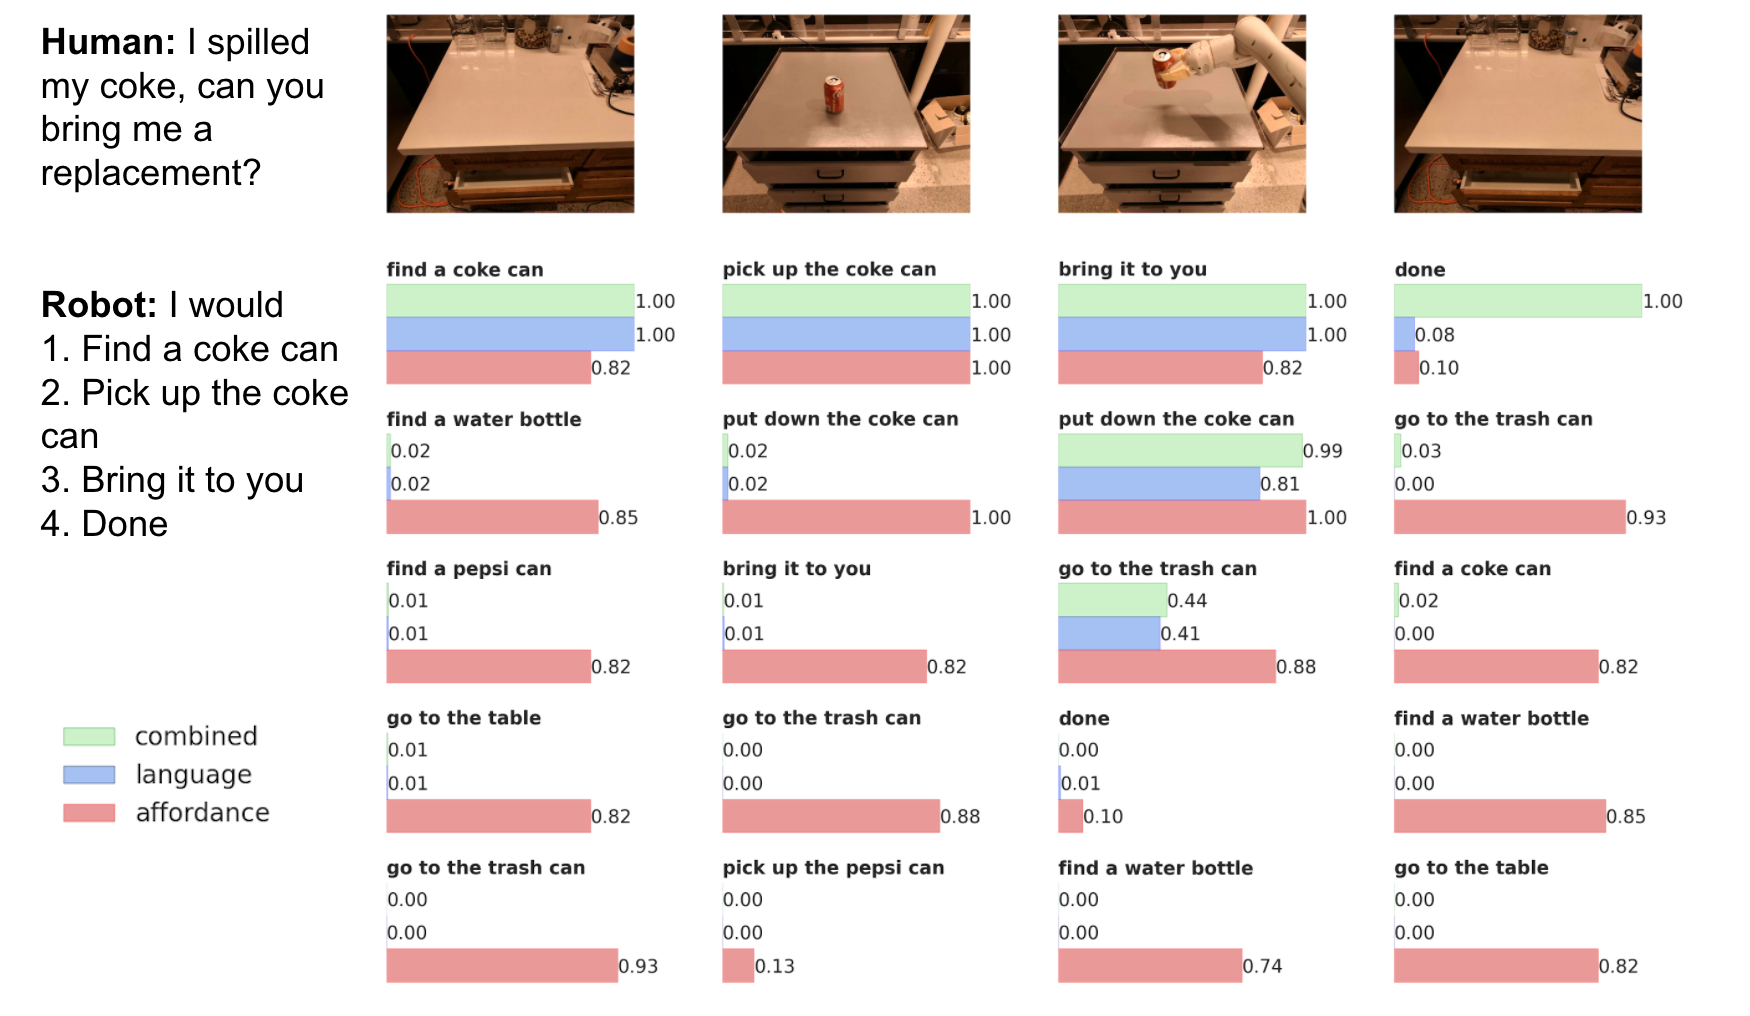 Human: I spilled
my coke, can you
bring me a
replacement?
Robot: I would
1. Find a coke can
2. Pick up the coke
can
3. Bring it to you
4. Done
combined
language
affordance
find a coke can
1.00
1.00
0.82
find a water bottle
0.02
0.02
0.85
find a pepsi can
0.01
0.01
0.82
go to the table
0.01
0.01
0.82
go to the trash can
0.00
0.00
0.93
pick up the coke can
1.00
1.00
1.00
put down the coke can
0.02
0.02
1.00
bring it to you
0.01
0.01
0.82
go to the trash can
0.00
0.00
0.88
pick up the pepsi can
0.00
0.00
0.13
bring it to you
1.00
1.00
0.82
put down the coke can
0.99
0.81
1.00
go to the trash can
0.44
0.41
0.88
done
0.00
0.01
0.10
find a water bottle
0.00
0.00
0.74
done
1.00
0.08
0.10
go to the trash can
0.03
0.00
0.93
find a coke can
0.02
0.00
0.82
find a water bottle
0.00
0.00
0.85
go to the table
0.00
0.00
0.82